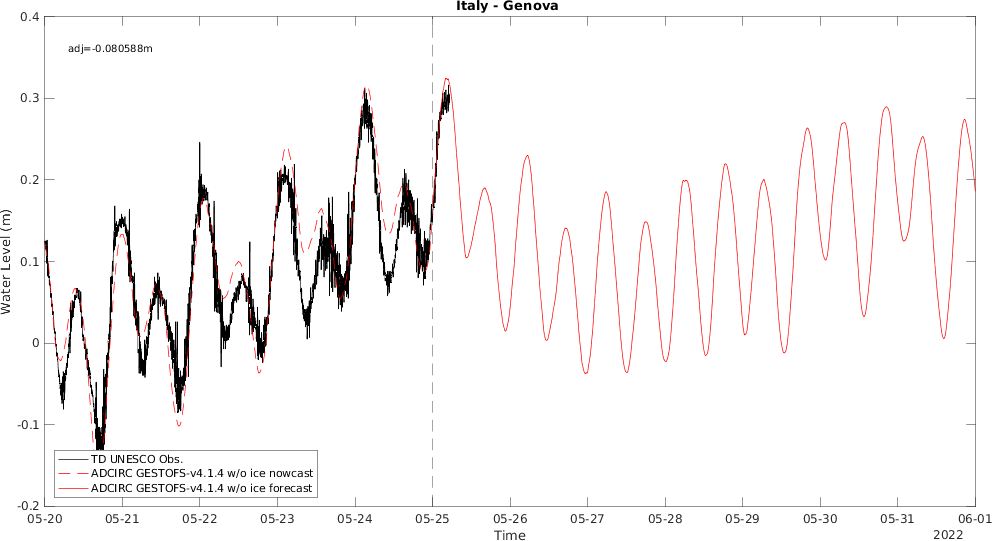 Italy - Genova
adj=-0.080588m
Water Level (m)
0.4
0.3
0.2
0.1
0
-0.1
-0.2
TD UNESCO Obs.
ADCIRC GESTOFS-v4.1.4 w/o ice nowcast
ADCIRC GESTOFS-v4.1.4 w/o ice forecast
05-20 05-21 05-22 05-23 05-24 05-25 05-26 05-27 05-28 05-29 05-30 05-31 06-01
Time
2022